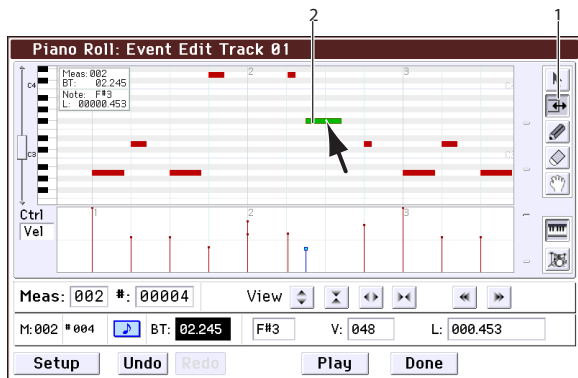 2 1
Piano Roll: Event Edit Track 01
C4 Meas: 002 2 3 C4
BT: 02.245
Note: F#3
L: 00000.453
C3 C3
Ctrl 1 2 3
Vel
Meas: 002 #: 00004 View
M:002 #004 BT: 02.245 F#3 V: 048 L: 000.453
Setup Undo Redo Play Done